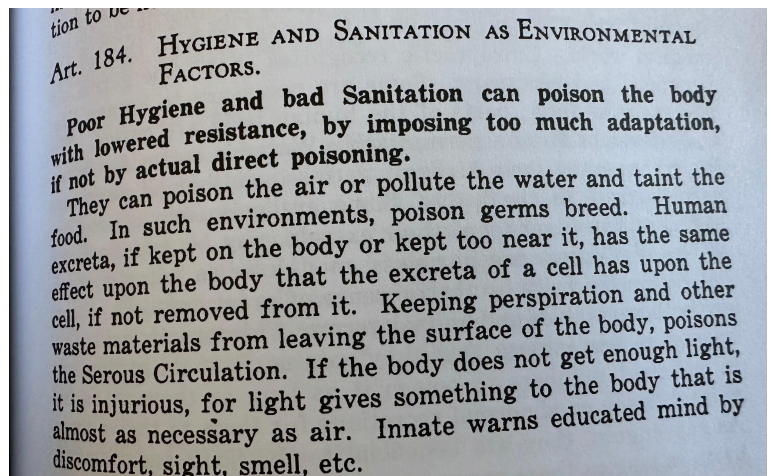 tion to be
Art. 184. HYGIENE AND SANITATION AS ENVIRONMENTAL
FACTORS.
Poor Hygiene and bad Sanitation can poison the body
with lowered resistance, by imposing too much adaptation,
if not by actual direct poisoning.
They can poison the air or pollute the water and taint the
food. In such environments, poison germs breed. Human
excreta, if kept on the body or kept too near it, has the same
effect upon the body that the excreta of a cell has upon the
cell, if not removed from it. Keeping perspiration and other
waste materials from leaving the surface of the body, poisons
the Serous Circulation. If the body does not get enough light,
it is injurious, for light gives something to the body that is
almost as necessary as air. Innate warns educated mind by
discomfort, sight, smell, etc.